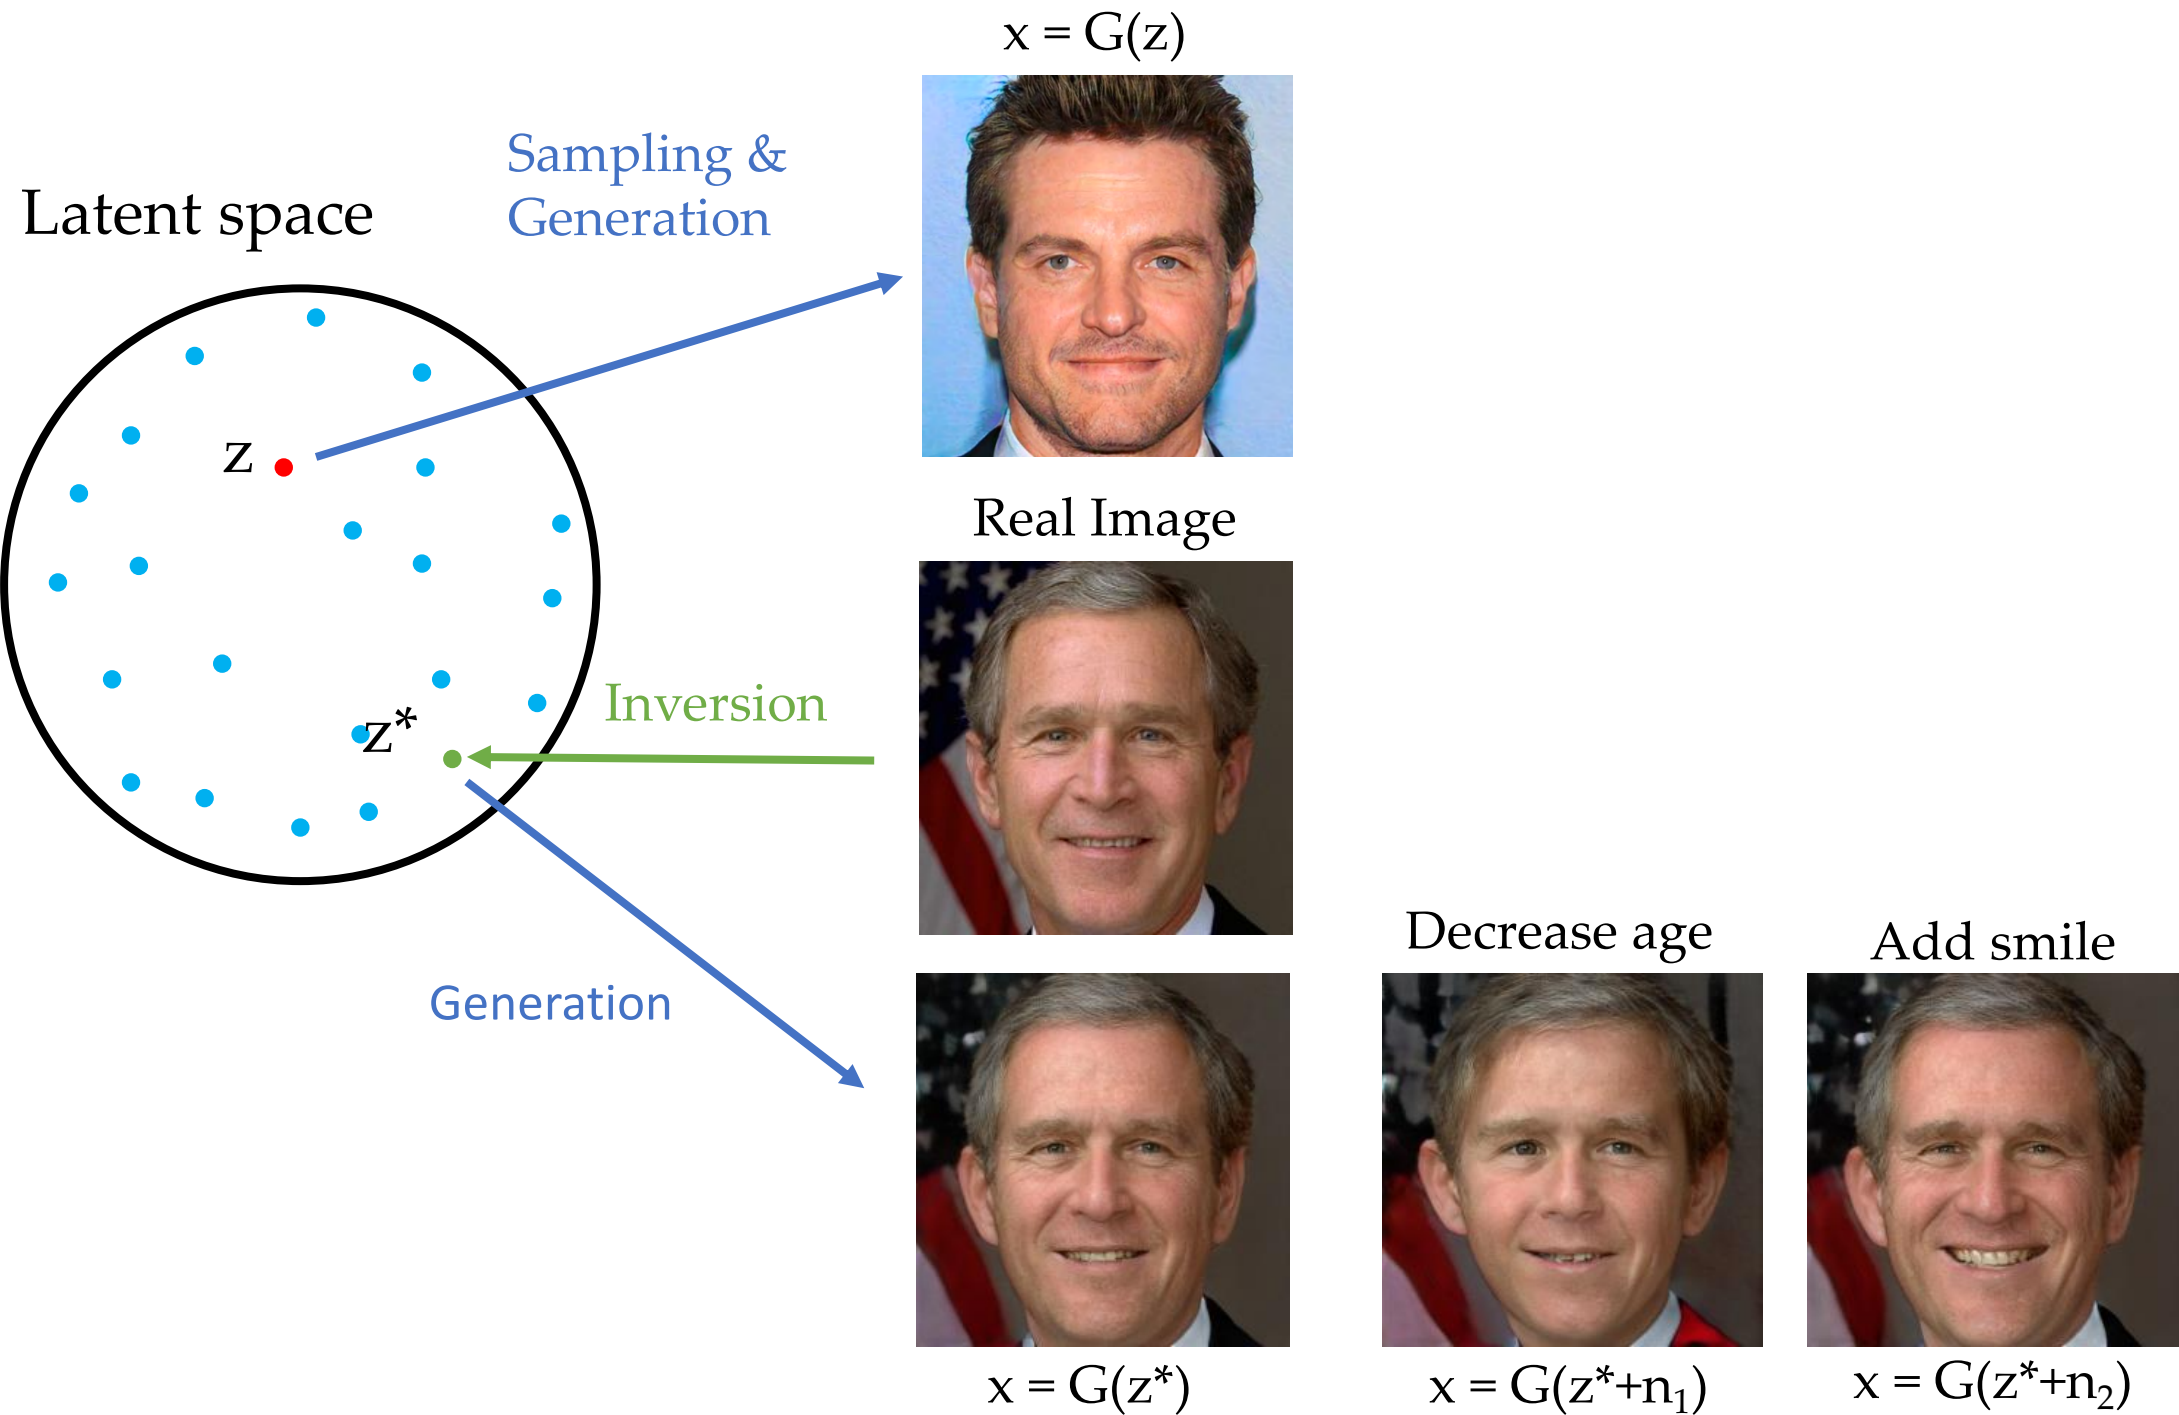 x = G(z)
Sampling &
Generation
Latent space
z
Real Image
Inversion
z*
Generation
Decrease age
Add smile
x = G(z*)
x = G(z*+n₁)
x = G(z*+n₂)